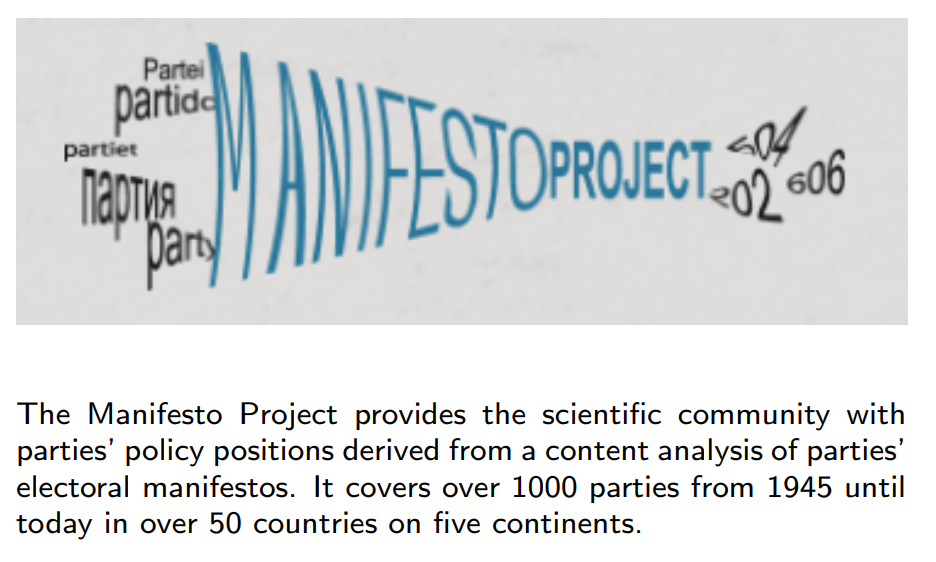 Partei
partido
partiet
партия
party
MANIFESTO PROJECT
504
202
606
The Manifesto Project provides the scientific community with
parties’ policy positions derived from a content analysis of parties’
electoral manifestos. It covers over 1000 parties from 1945 until
today in over 50 countries on five continents.